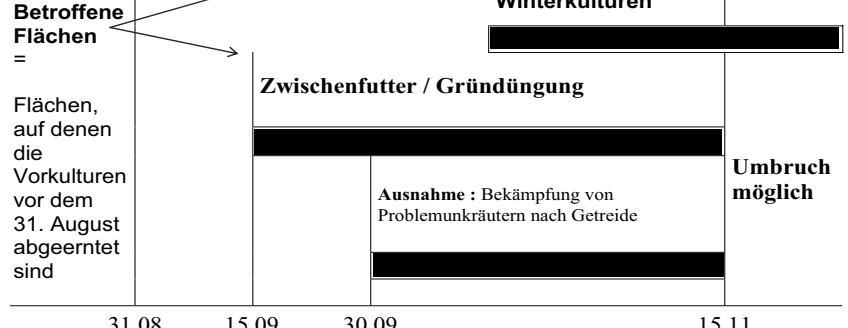 Winterkulturen
Betroffene
Flächen
=
Flächen,
auf denen
die
Vorkulturen
vor dem
31. August
abgeerntet
sind
Zwischenfutter / Gründüngung
Ausnahme : Bekämpfung von
Problemunkräutern nach Getreide
Umbruch
möglich
31.08 15.09 30.09 15.11